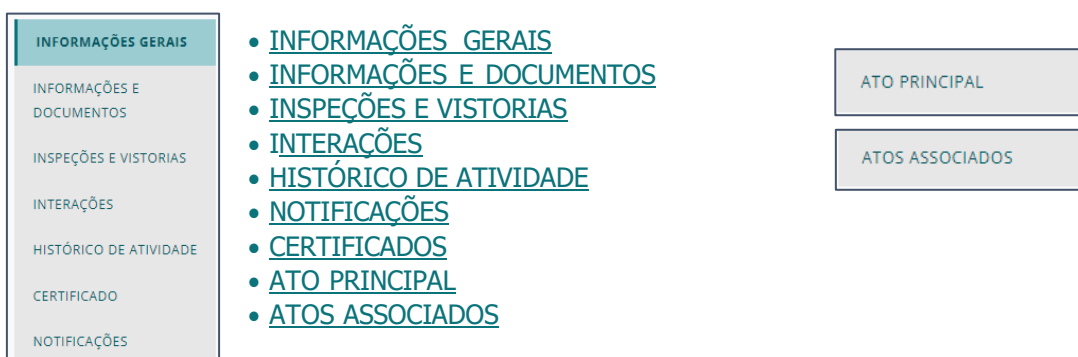 INFORMAÇÕES GERAIS
INFORMAÇÕES E
DOCUMENTOS
INSPEÇÕES E VISTORIAS
INTERAÇÕES
HISTÓRICO DE ATIVIDADE
CERTIFICADO
NOTIFICAÇÕES
• INFORMAÇÕES GERAIS
• INFORMAÇÕES E DOCUMENTOS
• INSPEÇÕES E VISTORIAS
• INTERAÇÕES
• HISTÓRICO DE ATIVIDADE
• NOTIFICAÇÕES
• CERTIFICADOS
• ATO PRINCIPAL
• ATOS ASSOCIADOS
ATO PRINCIPAL
ATOS ASSOCIADOS